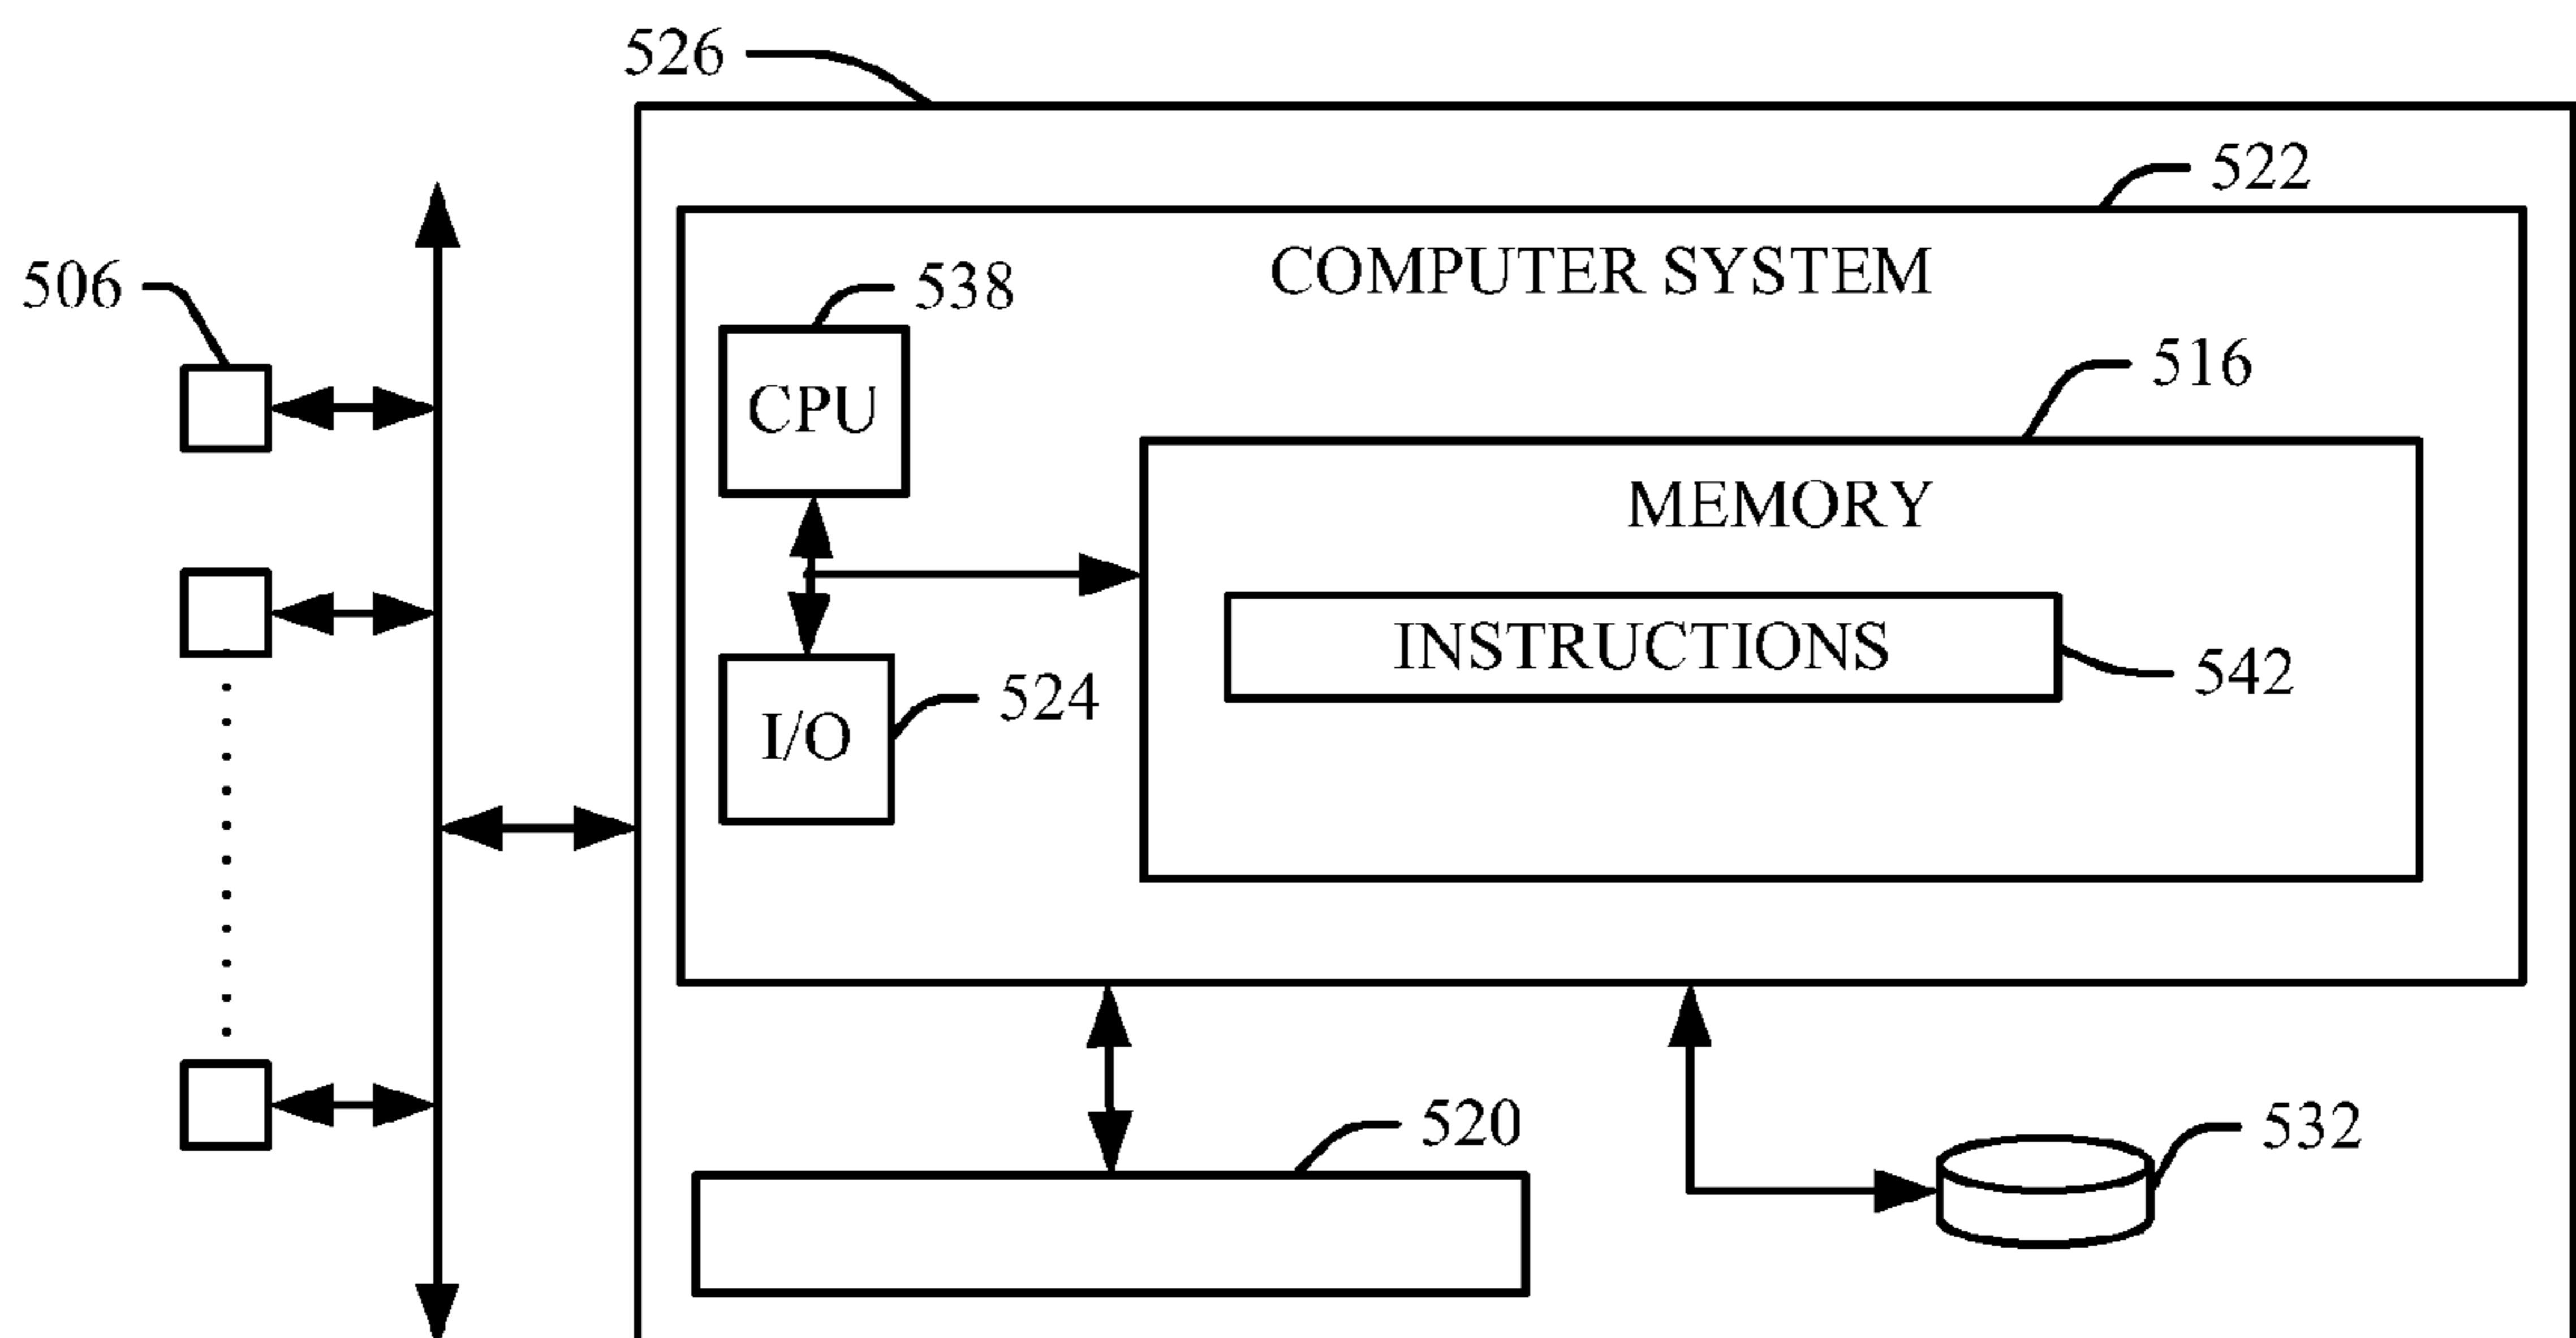 526
522
COMPUTER SYSTEM
506
538
516
CPU
MEMORY
INSTRUCTIONS
542
524
I/O
520
532